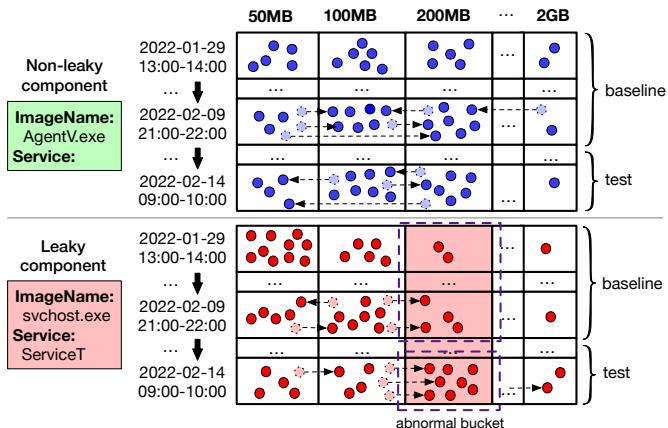 50MB 100MB 200MB ... 2GB
2022-01-29
13:00-14:00
...
Non-leaky
component
...
...
...
baseline
ImageName:
AgentV.exe
Service:
2022-02-09
21:00-22:00
...
...
...
...
2022-02-14
09:00-10:00
...
test
Leaky
component
2022-01-29
13:00-14:00
...
...
...
...
baseline
ImageName:
svchost.exe
Service:
ServiceT
2022-02-09
21:00-22:00
...
...
...
...
...
2022-02-14
09:00-10:00
...
test
abnormal bucket